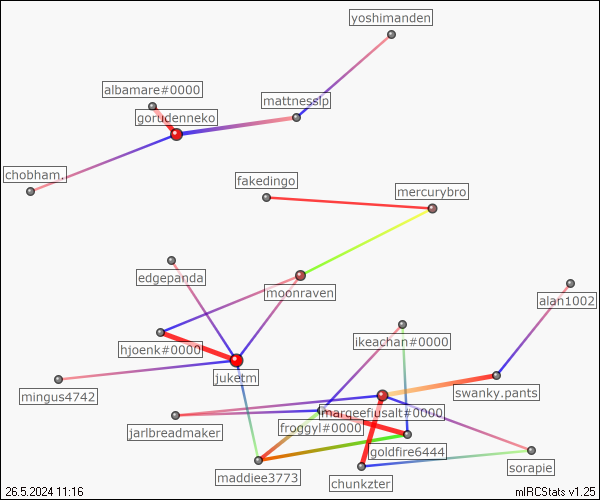 yoshimanden
albamare#0000
mattnesslp
gorudenneko
chobham.
fakedingo
mercurybro
edgepanda
moonraven
alan1002
ikeachan#0000
hjoenk#0000
juketm
mingus4742
swanky.pants
margeefiusalt#0000
jarlbreadmaker
froggyl#0000
goldfire6444
maddiee3773
sorapie
chunkzter
26.5.2024 11:16
mIRCStats v1.25